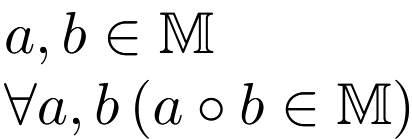 a, b ∈ 𝕄
∀a, b (a ∘ b ∈ 𝕄)